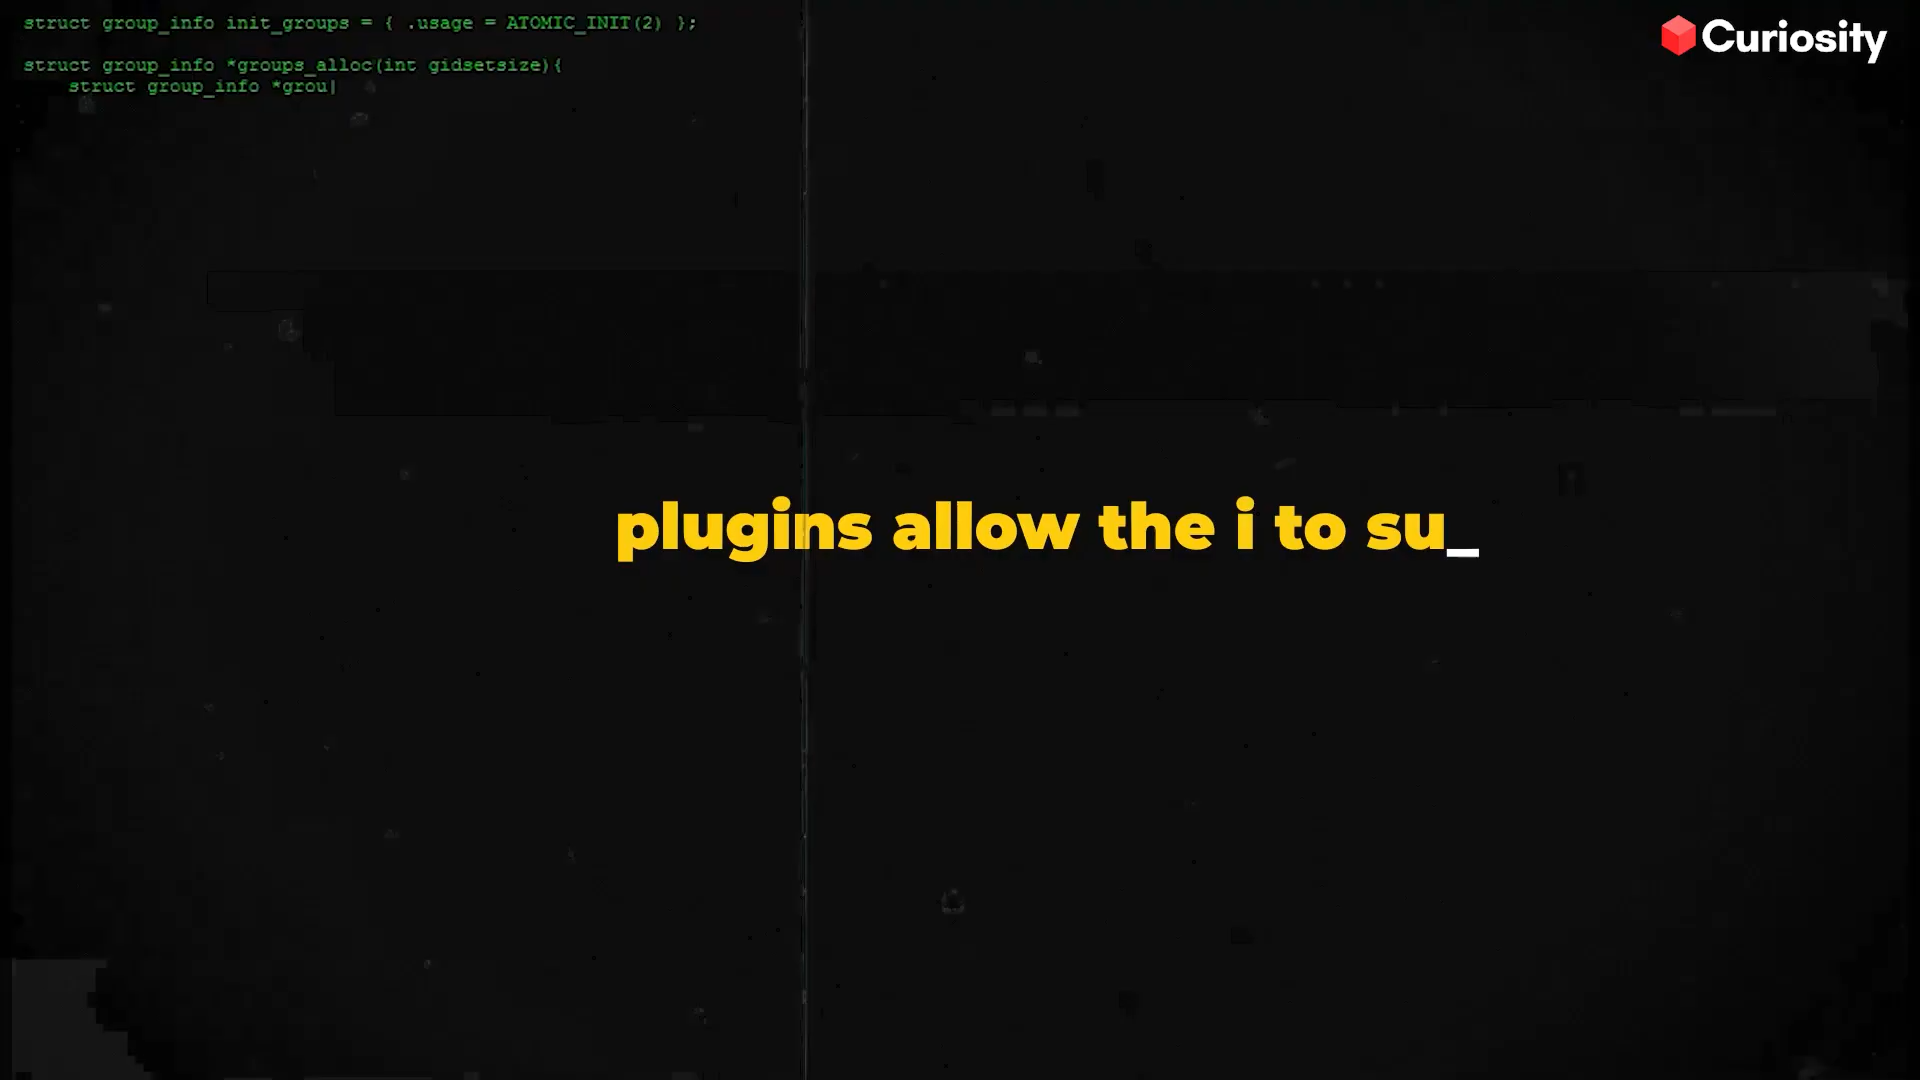 struct group_info init_groups = { .usage = ATOMIC_INIT(2) };
Curiosity
struct group_info *groups_alloc(int gidsetsize){
struct group_info *grou|
plugins allow the i to su_